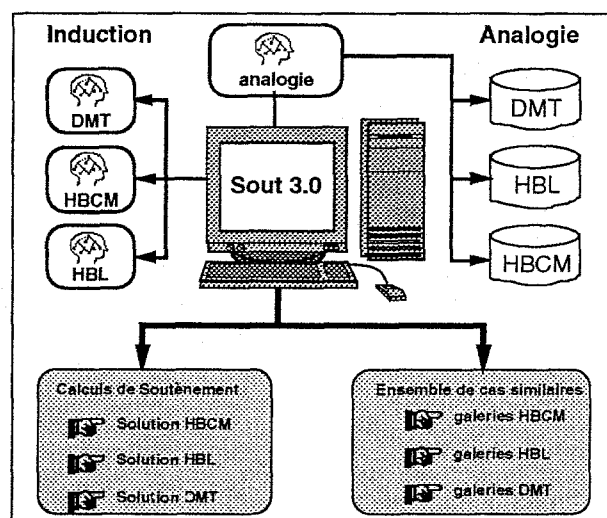 Induction
Analogie
analogie
DMT
HBCM
HBL
Sout 3.0
DMT
HBL
HBCM
Calculs de Soutènement
Solution HBCM
Solution HBL
Solution DMT
Ensemble de cas similaires
galeries HBCM
galeries HBL
galeries DMT